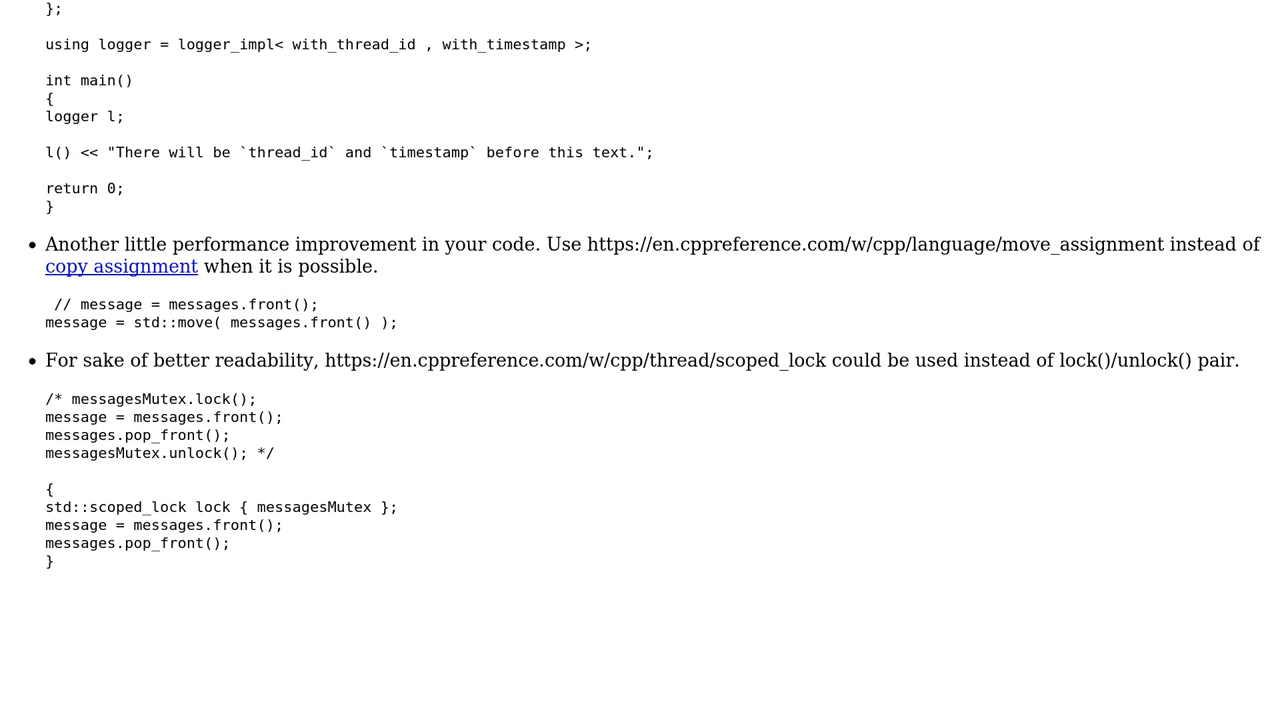 };
using logger = logger_impl< with_thread_id , with_timestamp >;
int main()
{
logger l;
l() << "There will be `thread_id` and `timestamp` before this text.";
return 0;
}
• Another little performance improvement in your code. Use https://en.cppreference.com/w/cpp/language/move_assignment instead of
copy assignment when it is possible.
// message = messages.front();
message = std::move( messages.front() );
• For sake of better readability, https://en.cppreference.com/w/cpp/thread/scoped_lock could be used instead of lock()/unlock() pair.
/* messagesMutex.lock();
message = messages.front();
messages.pop_front();
messagesMutex.unlock(); */
{
std::scoped_lock lock { messagesMutex };
message = messages.front();
messages.pop_front();
}